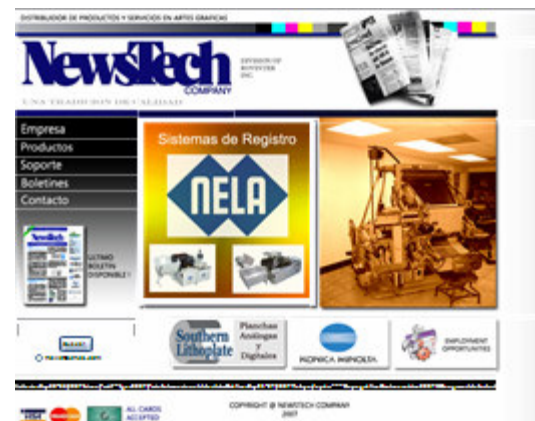 DISTRIBUIDOR DE PRODUCTOS Y SERVICIOS EN ARTES GRAFICAS
NewsTech
COMPANY
DIVISION OF
ROVISTER
INC.
UNA TRADICION DE CALIDAD
Empresa
Productos
Soporte
Boletines
Contacto
Sistemas de Registro
NELA
NewsTech
ULTIMO
BOLETIN
DISPONIBLE !
Southern
Lithoplate
Planchas
Análogas
y
Digitales
KONICA MINOLTA
EMPLOYMENT
OPPORTUNITIES
VISA
ALL CARDS
ACCEPTED
COPYRIGHT @ NEWSTECH COMPANY
2007